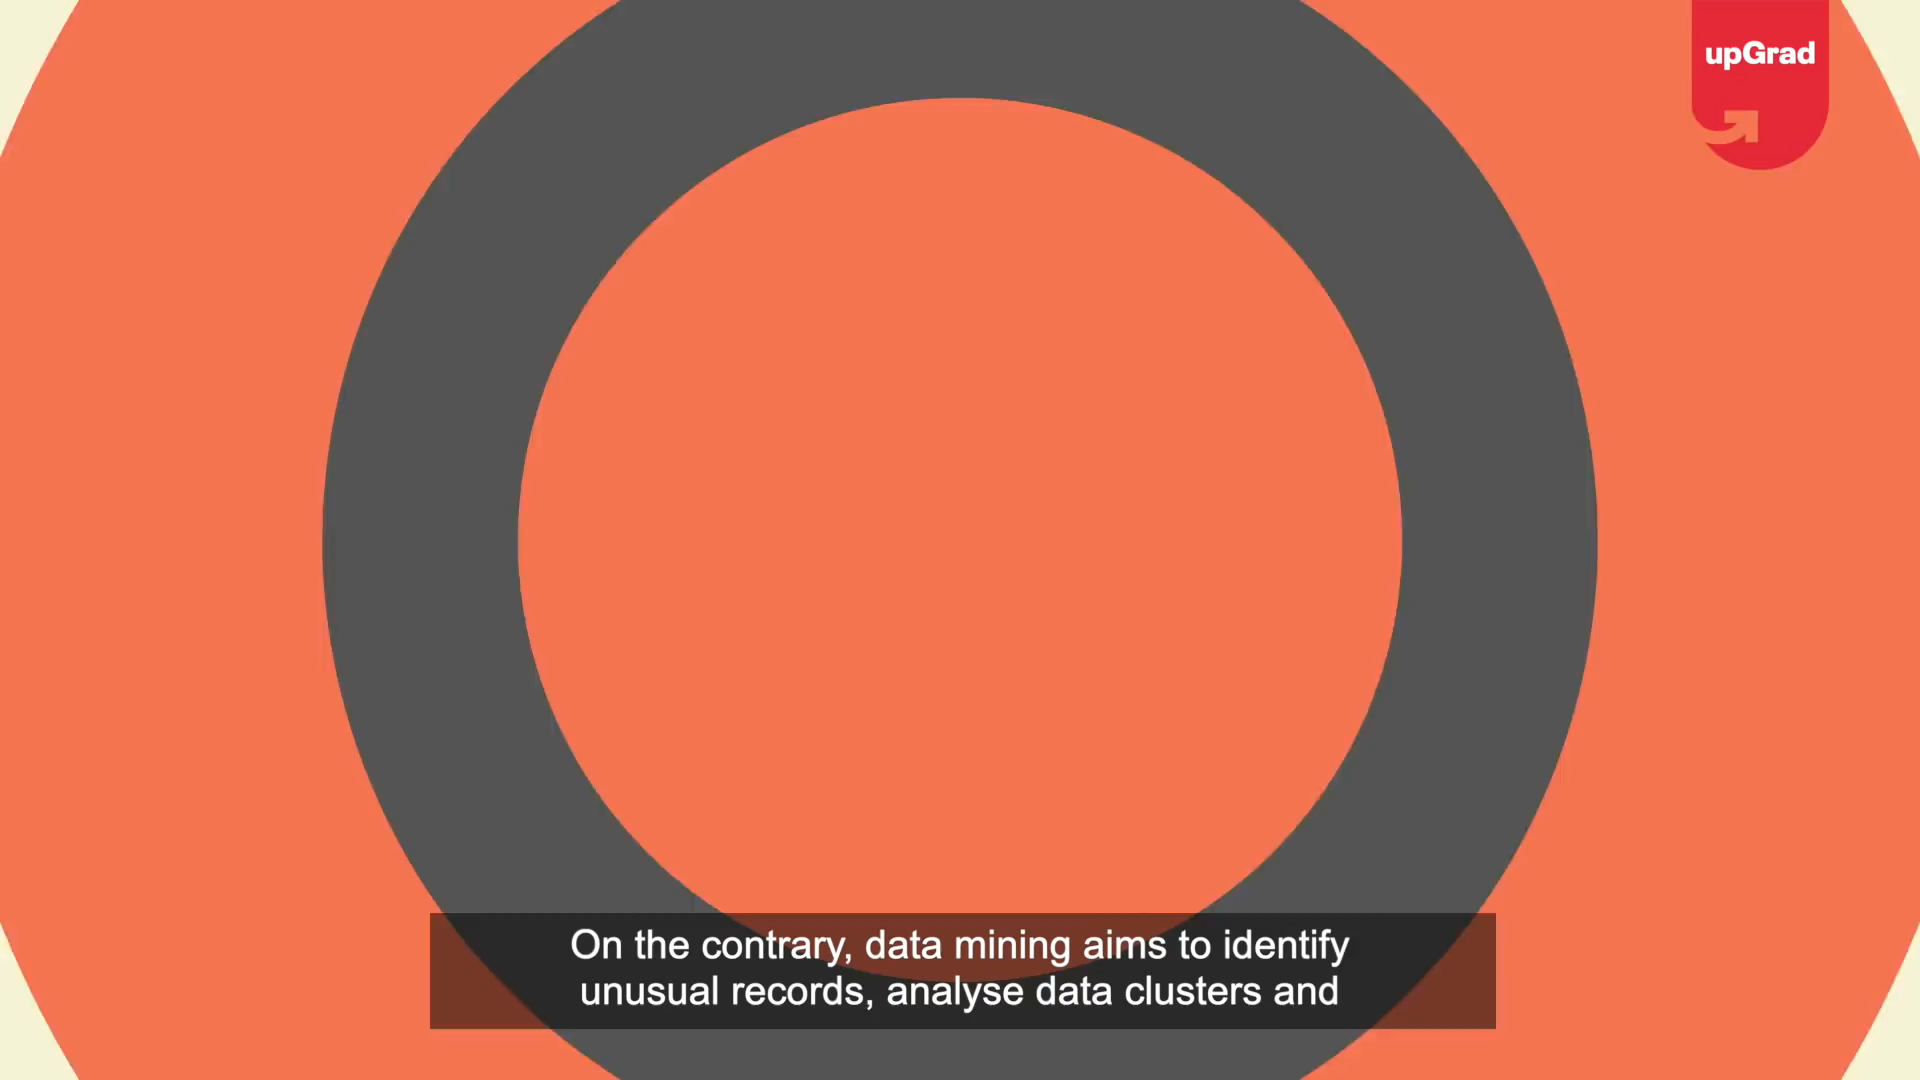 upGrad
On the contrary, data mining aims to identify
unusual records, analyse data clusters and